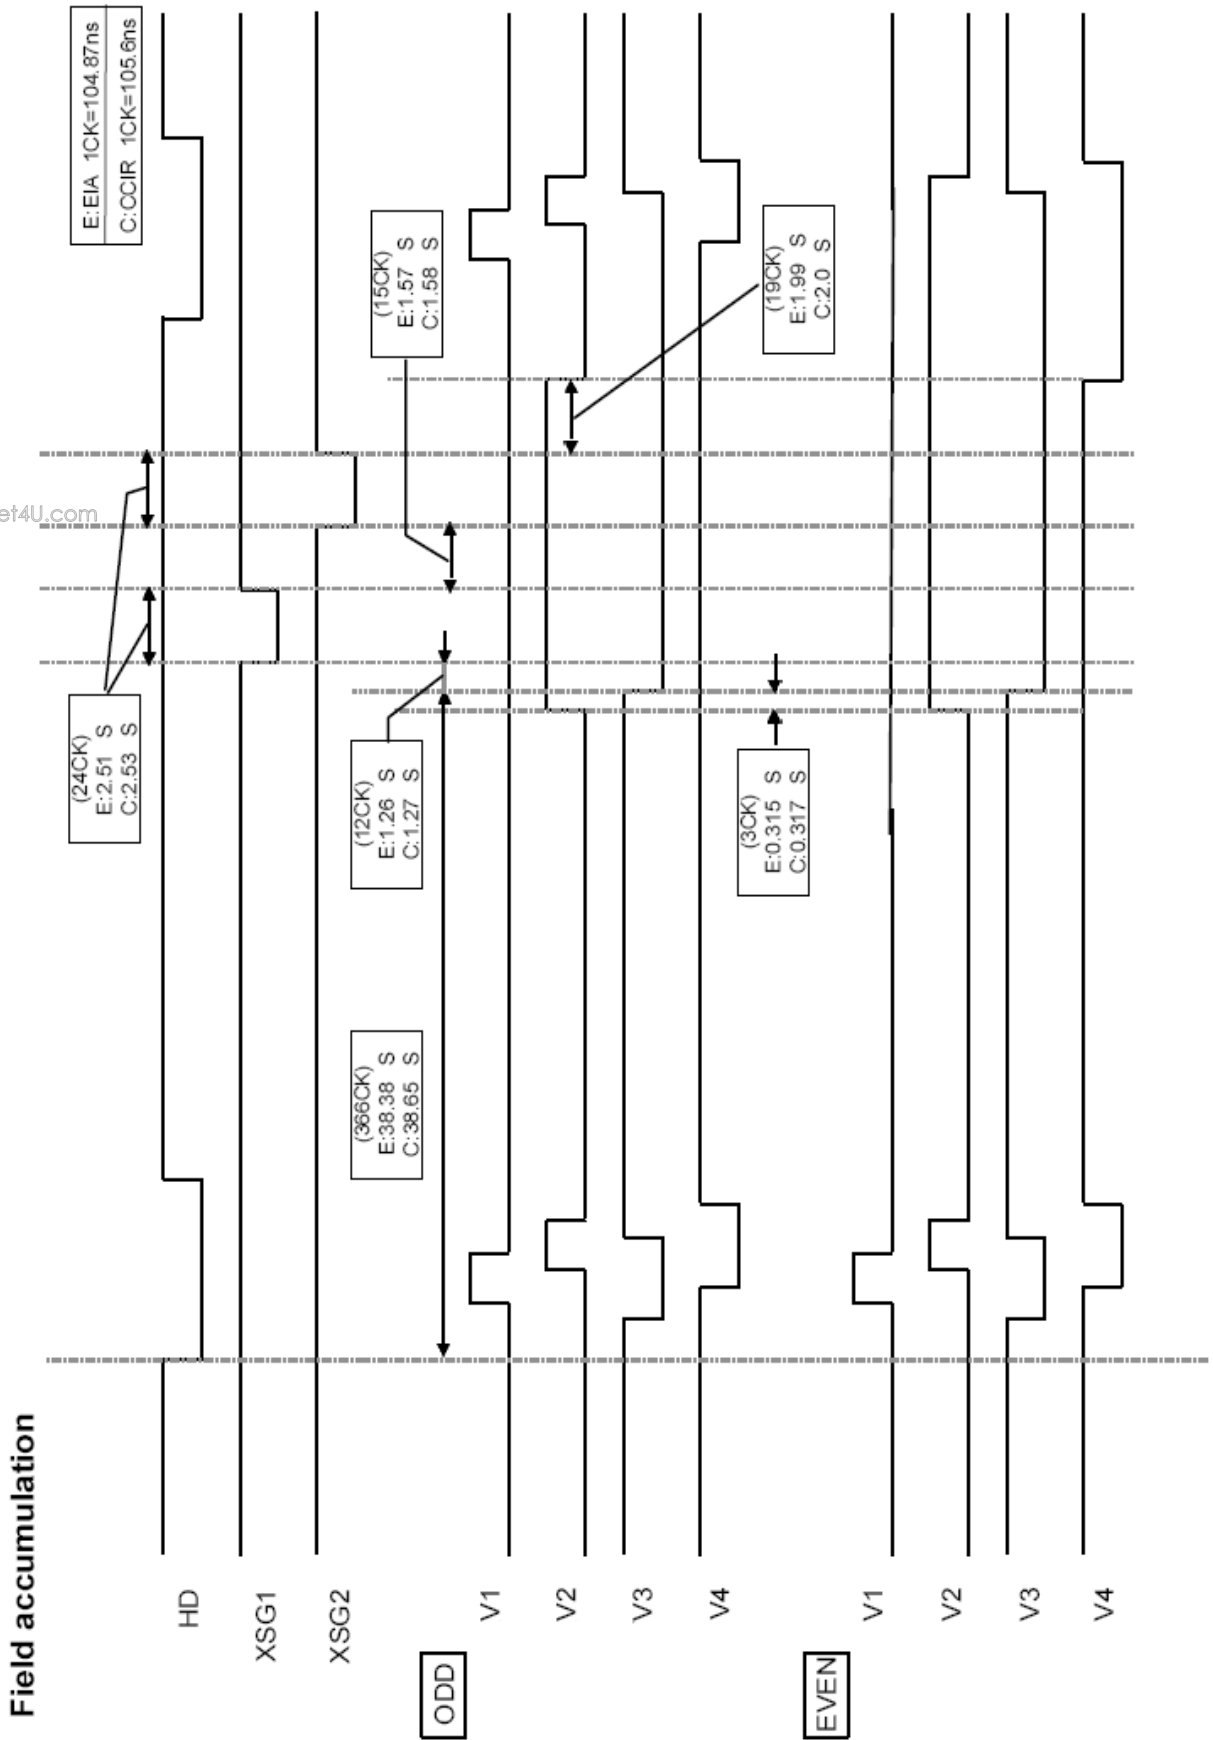 Field accumulation
E:EIA 1CK=104.87ns
C:CCIR 1CK=105.6ns
HD
XSG1
XSG2
(24CK)
E:2.51 S
C:2.53 S
et4U.com
(15CK)
E:1.57 S
C:1.58 S
(12CK)
E:1.26 S
C:1.27 S
(366CK)
E:38.38 S
C:38.65 S
ODD
V1
V2
V3
V4
(19CK)
E:1.99 S
C:2.0 S
(3CK)
E:0.315 S
C:0.317 S
EVEN
V1
V2
V3
V4